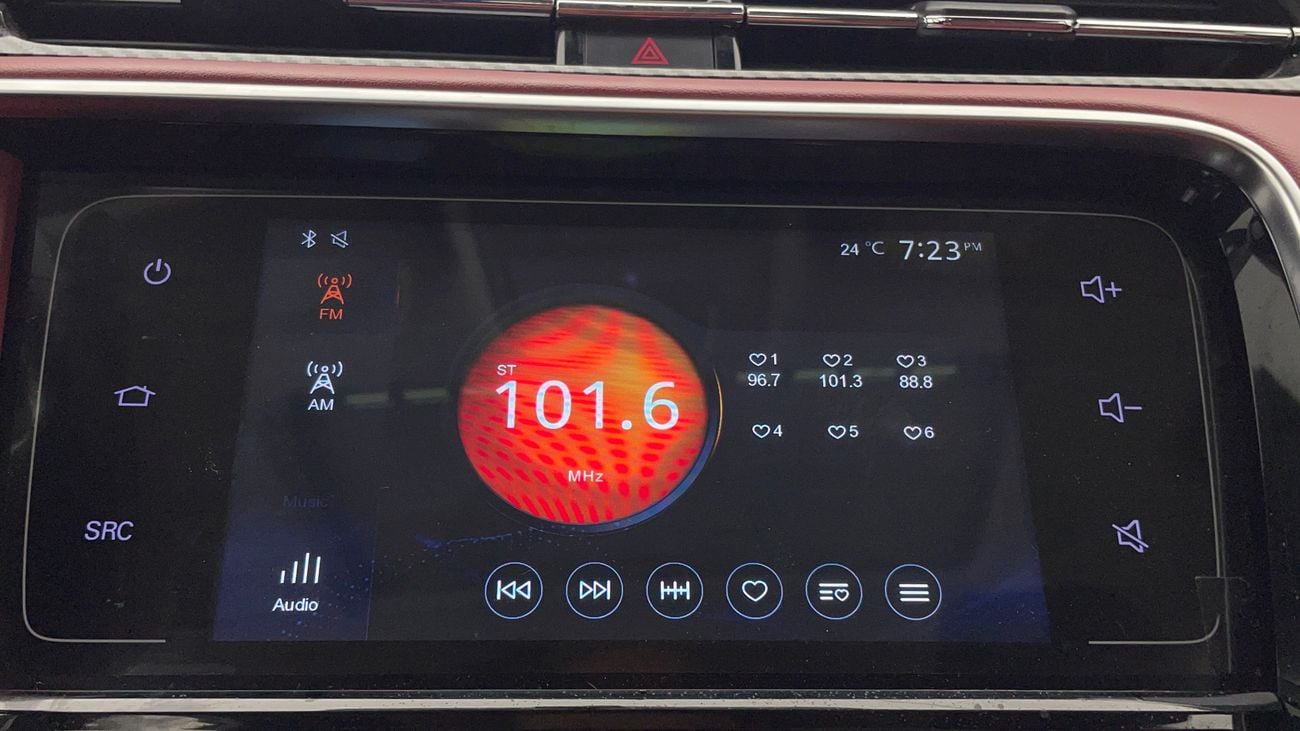 24 °C 7:23 PM
FM
AM
Music
Audio
SRC
ST
101.6
MHz
1 2 3
96.7 101.3 88.8
4 5 6